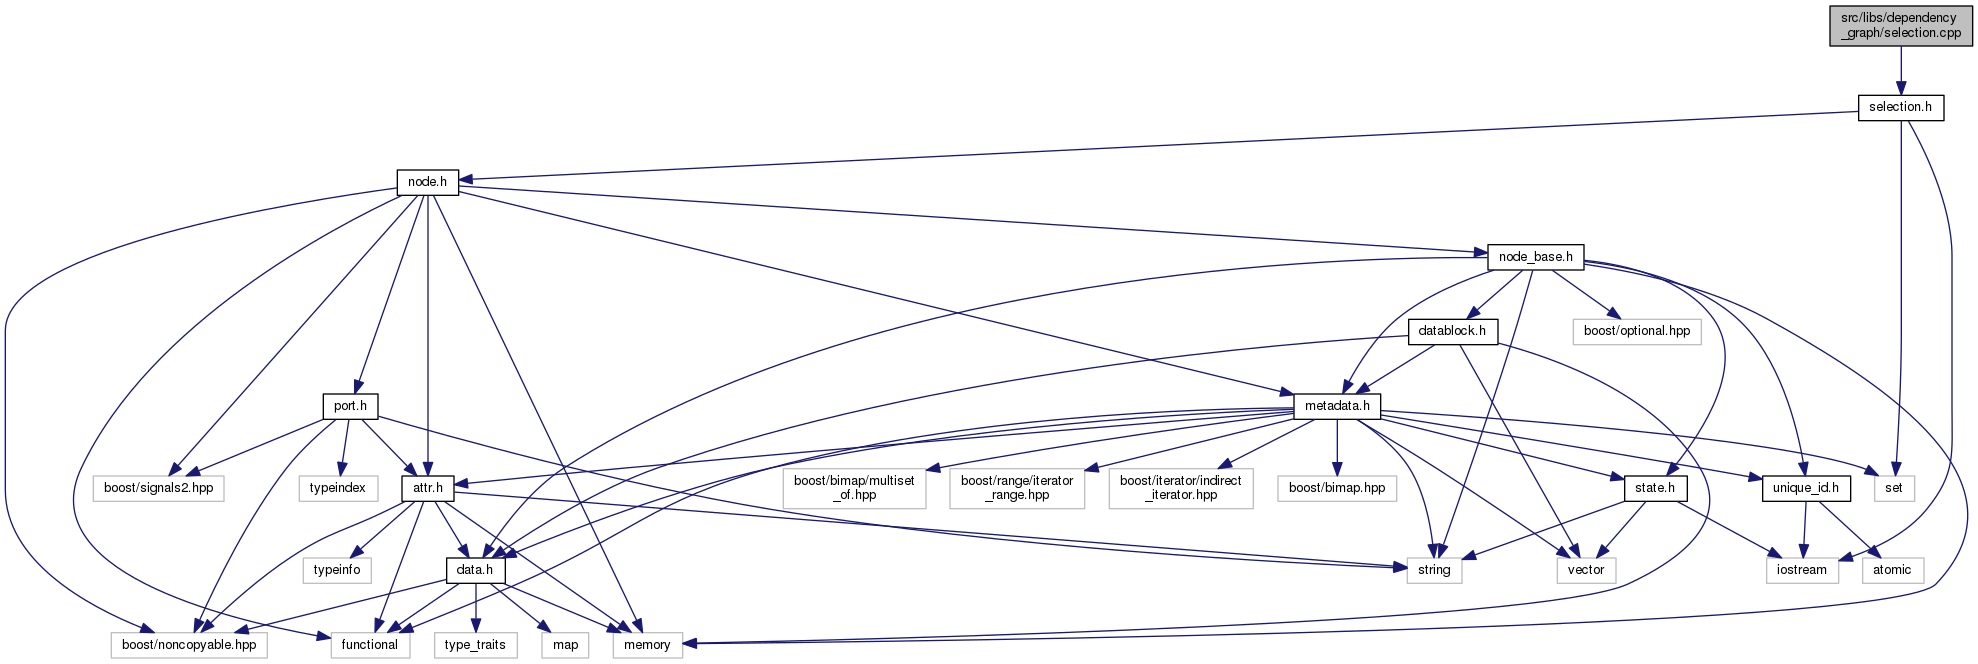 src/libs/dependency
_graph/selection.cpp
selection.h
node.h
node_base.h
datablock.h
boost/optional.hpp
port.h
metadata.h
boost/signals2.hpp
typeindex
attr.h
boost/bimap/multiset
_of.hpp
boost/range/iterator
_range.hpp
boost/iterator/indirect
_iterator.hpp
boost/bimap.hpp
state.h
unique_id.h
set
typeinfo
data.h
string
vector
iostream
atomic
boost/noncopyable.hpp
functional
type_traits
map
memory